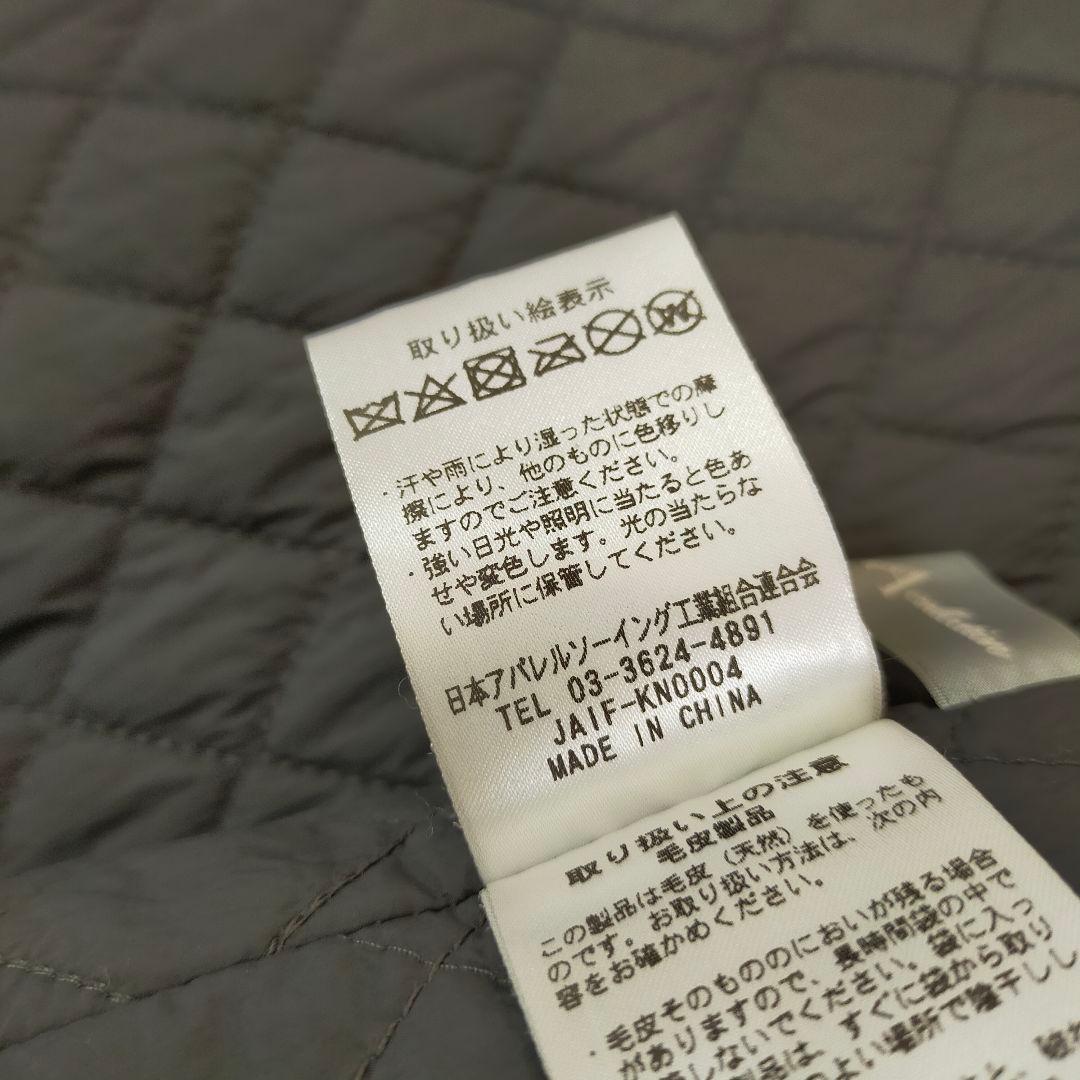 取り扱い絵表示
・汗や雨により湿った状態での摩
擦により、他のものに色移りし
ますのでご注意ください。
・強い日光や照明に当たると色あ
せや変色します。光の当たらな
い場所に保管してください。
日本アパレルソーイング工業組合連合会
TEL 03-3624-4891
JAIF-KN0004
MADE IN CHINA
取り扱い上の注意
毛皮製品
この製品は毛皮（天然）を使ったも
のです。お取り扱い方法は、次の内
容をお確かめください。
・毛皮そのもののにおいが残る場合
がありますので、長時間袋の中で
しないでください。袋に入っ
製品は、すぐに袋から取り
よい場所で陰干しし